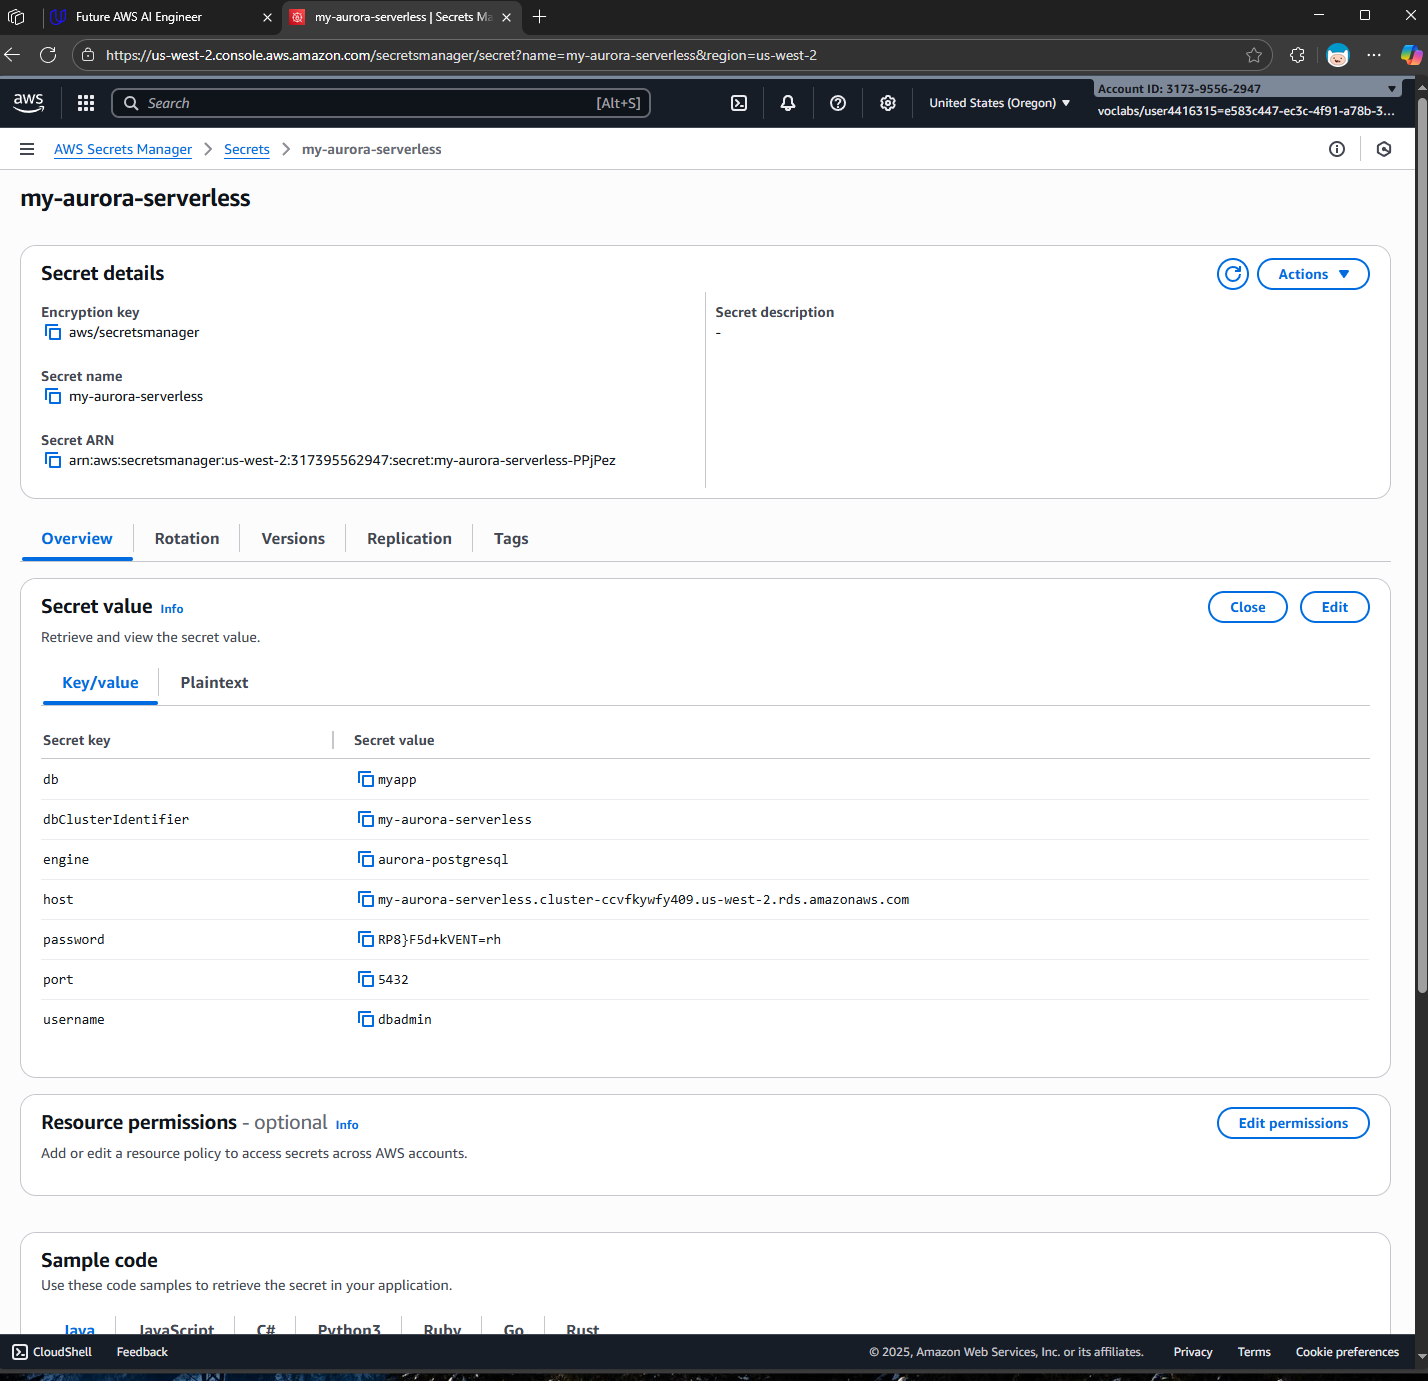 Future AWS AI Engineer
my-aurora-serverless | Secrets Ma
https://us-west-2.console.aws.amazon.com/secretsmanager/secret?name=my-aurora-serverless&region=us-west-2
aws
Search
[Alt+S]
United States (Oregon)
Account ID: 3173-9556-2947
voclabs/user4416315=e583c447-ec3c-4f91-a78b-3...
AWS Secrets Manager
Secrets
my-aurora-serverless
my-aurora-serverless
Secret details
Actions
Encryption key
aws/secretsmanager
Secret description
-
Secret name
my-aurora-serverless
Secret ARN
arn:aws:secretsmanager:us-west-2:317395562947:secret:my-aurora-serverless-PPjPez
Overview
Rotation
Versions
Replication
Tags
Secret value Info
Close
Edit
Retrieve and view the secret value.
Key/value
Plaintext
Secret key
Secret value
db
myapp
dbClusterIdentifier
my-aurora-serverless
engine
aurora-postgresql
host
my-aurora-serverless.cluster-ccvfkywfy409.us-west-2.rds.amazonaws.com
password
RP8}F5d+kVENT=rh
port
5432
username
dbadmin
Resource permissions - optional Info
Edit permissions
Add or edit a resource policy to access secrets across AWS accounts.
Sample code
Use these code samples to retrieve the secret in your application.
Java
JavaScript
C#
Python3
Ruby
Go
Rust
CloudShell
Feedback
© 2025, Amazon Web Services, Inc. or its affiliates.
Privacy
Terms
Cookie preferences